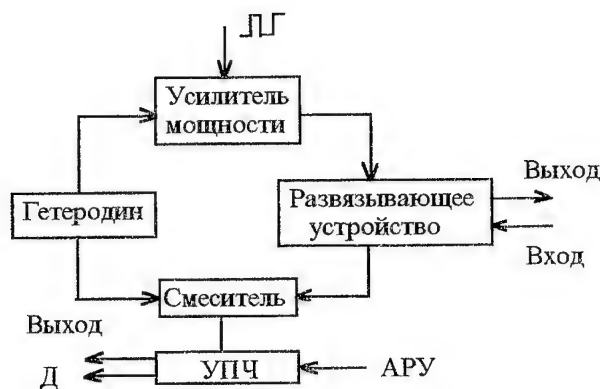 Усилитель
мощности
Выход
Развязывающее
устройство
Гетеродин
Вход
Смеситель
Выход
УПЧ
АРУ
Д